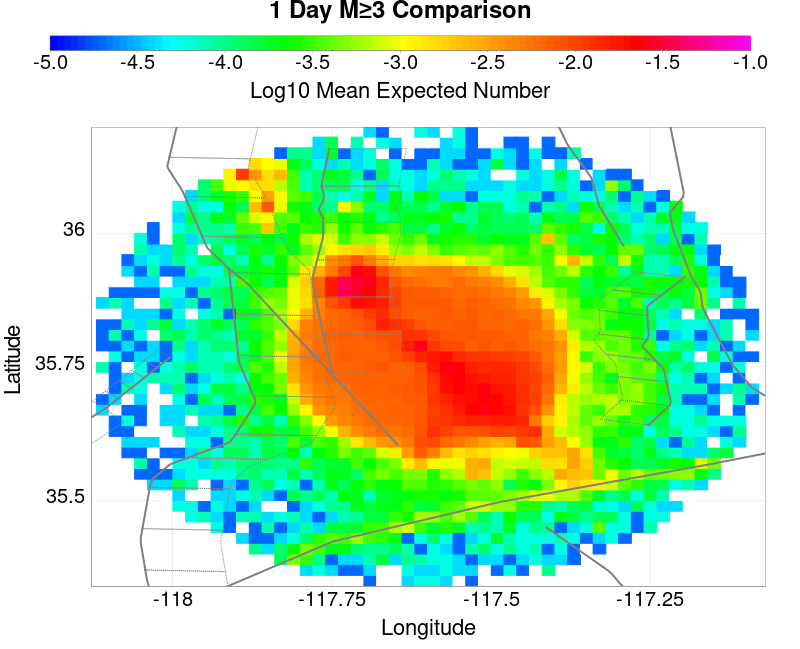 1 Day M≥3 Comparison
-5.0 -4.5 -4.0 -3.5 -3.0 -2.5 -2.0 -1.5 -1.0
Log10 Mean Expected Number
36
35.75
35.5
Latitude
-118 -117.75 -117.5 -117.25
Longitude